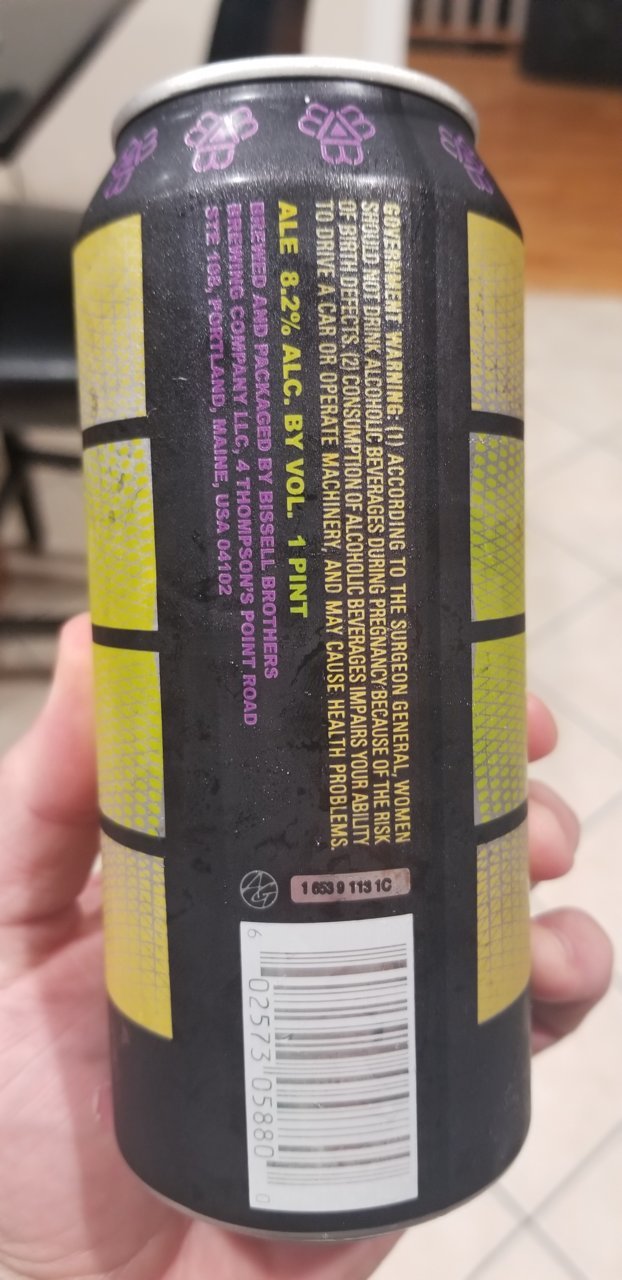 GOVERNMENT WARNING: (1) ACCORDING TO THE SURGEON GENERAL, WOMEN
SHOULD NOT DRINK ALCOHOLIC BEVERAGES DURING PREGNANCY BECAUSE OF THE RISK
OF BIRTH DEFECTS. (2) CONSUMPTION OF ALCOHOLIC BEVERAGES IMPAIRS YOUR ABILITY
TO DRIVE A CAR OR OPERATE MACHINERY, AND MAY CAUSE HEALTH PROBLEMS.
ALE 8.2% ALC. BY VOL. 1 PINT
BREWED AND PACKAGED BY BISSELL BROTHERS
BREWING COMPANY LLC, 4 THOMPSON'S POINT ROAD
STE 108, PORTLAND, MAINE, USA 04102
1 653 9 113 1C
6 02573 05880 0